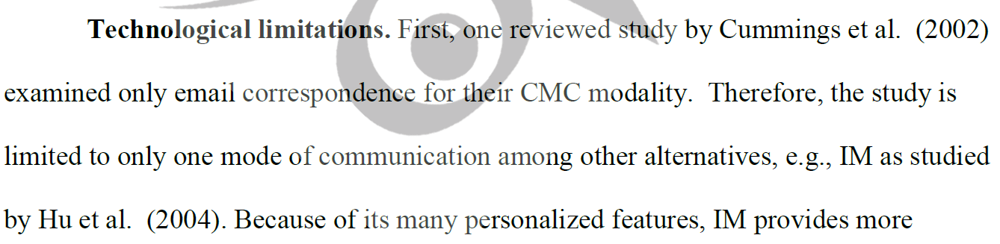 Technological limitations. First, one reviewed study by Cummings et al.  (2002)
examined only email correspondence for their CMC modality.  Therefore, the study is
limited to only one mode of communication among other alternatives, e.g., IM as studied
by Hu et al.  (2004). Because of its many personalized features, IM provides more